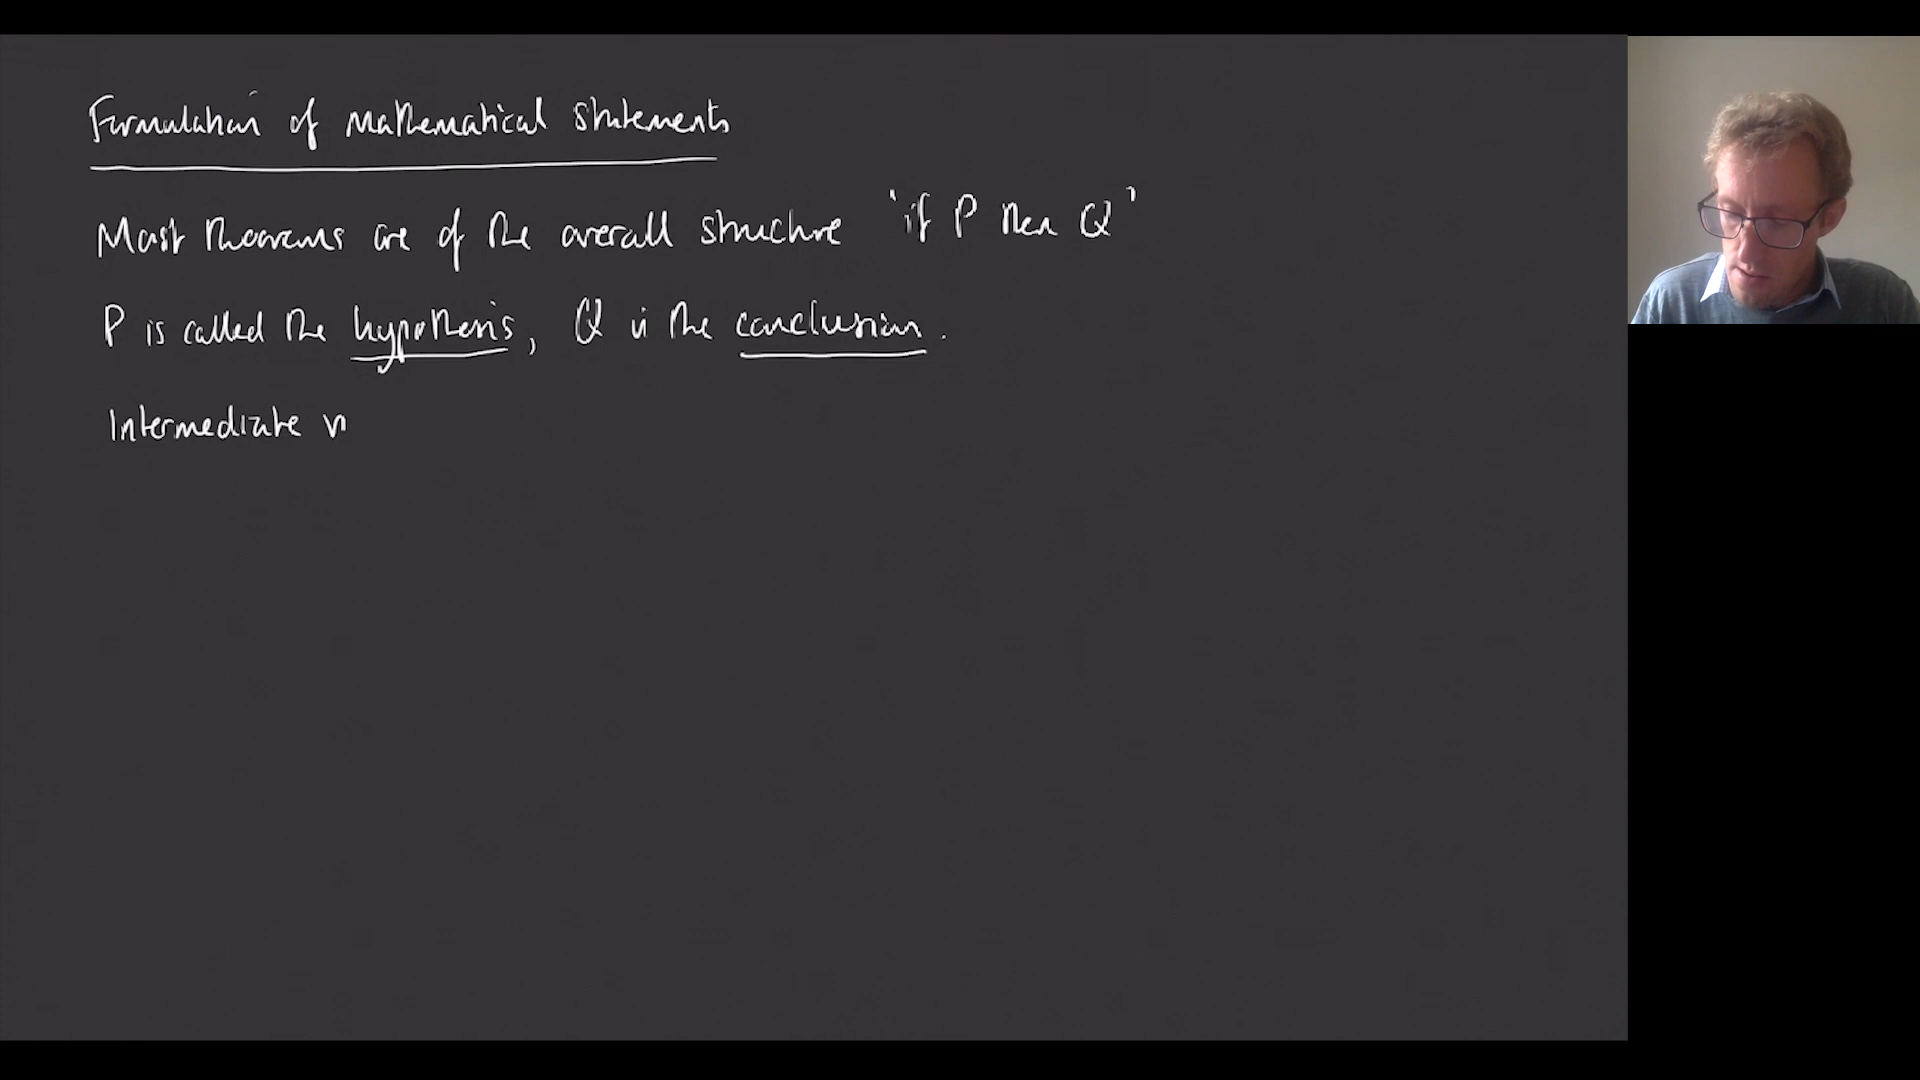 Formulation of mathematical statements
Most theorems are of the overall structure 'if P then Q'
P is called the hypothesis, Q is the conclusion.
Intermediate v